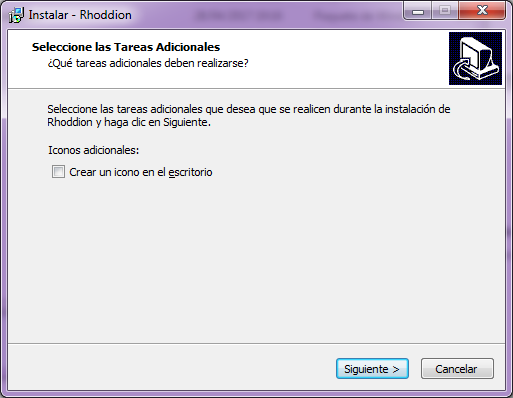 Instalar - Rhoddion
Seleccione las Tareas Adicionales
¿Qué tareas adicionales deben realizarse?
Seleccione las tareas adicionales que desea que se realicen durante la instalación de
Rhoddion y haga clic en Siguiente.
Iconos adicionales:
Crear un icono en el escritorio
Siguiente >
Cancelar